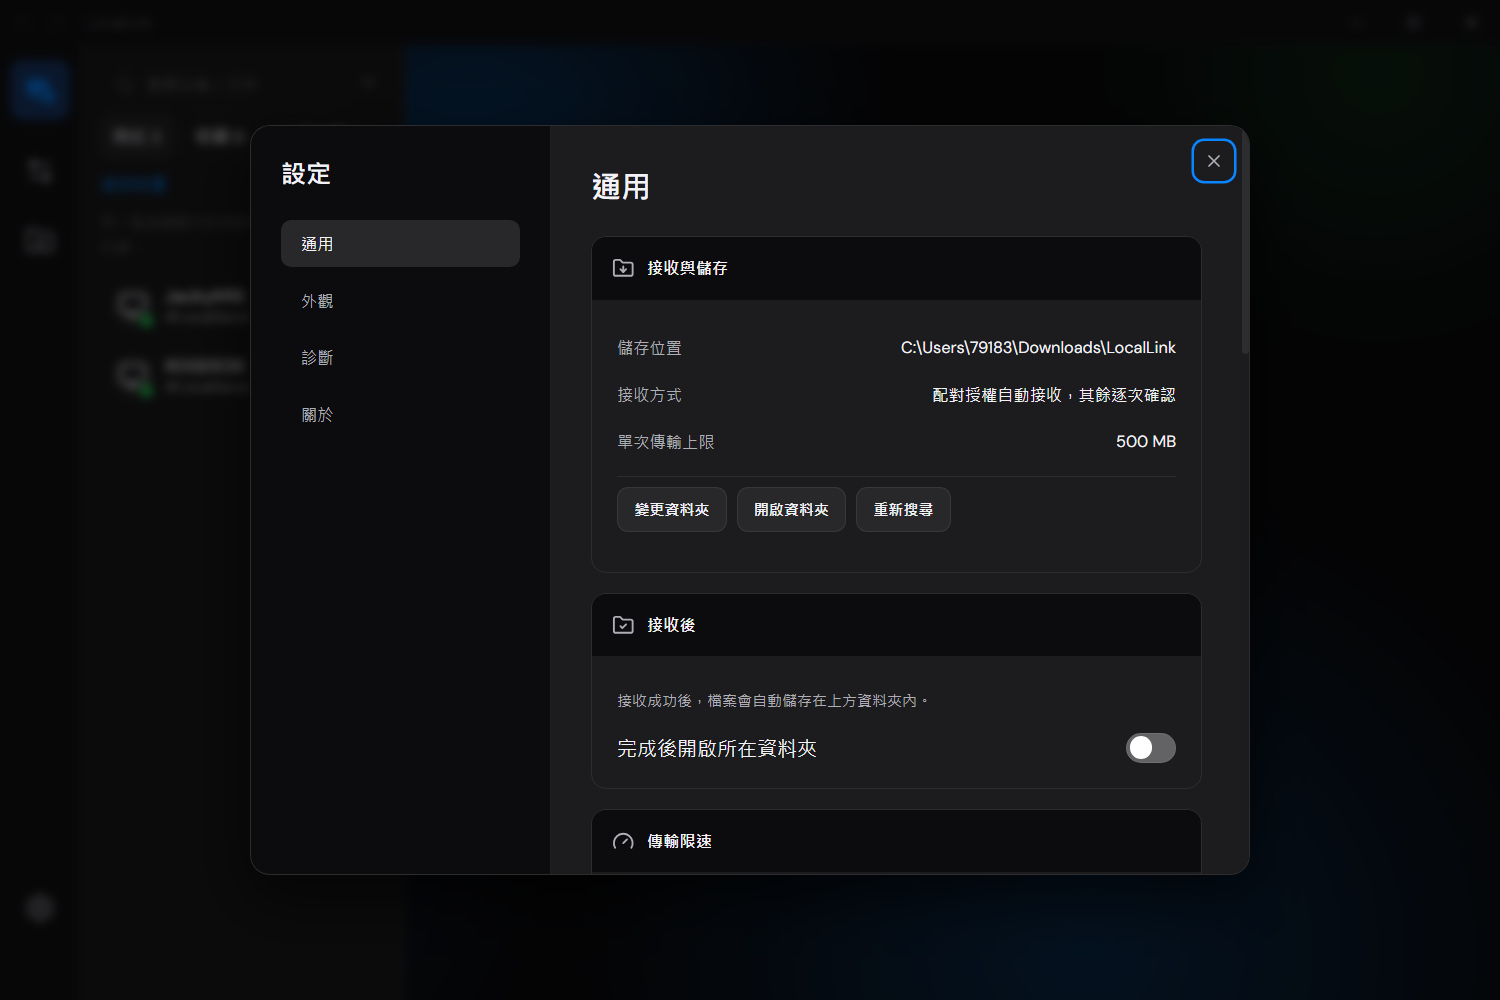 設定
通用
外觀
診斷
關於
通用
接收與儲存
儲存位置 C:\Users\79183\Downloads\LocalLink
接收方式 配對授權自動接收，其餘逐次確認
單次傳輸上限 500 MB
變更資料夾 開啟資料夾 重新搜尋
接收後
接收成功後，檔案會自動儲存在上方資料夾內。
完成後開啟所在資料夾
傳輸限速